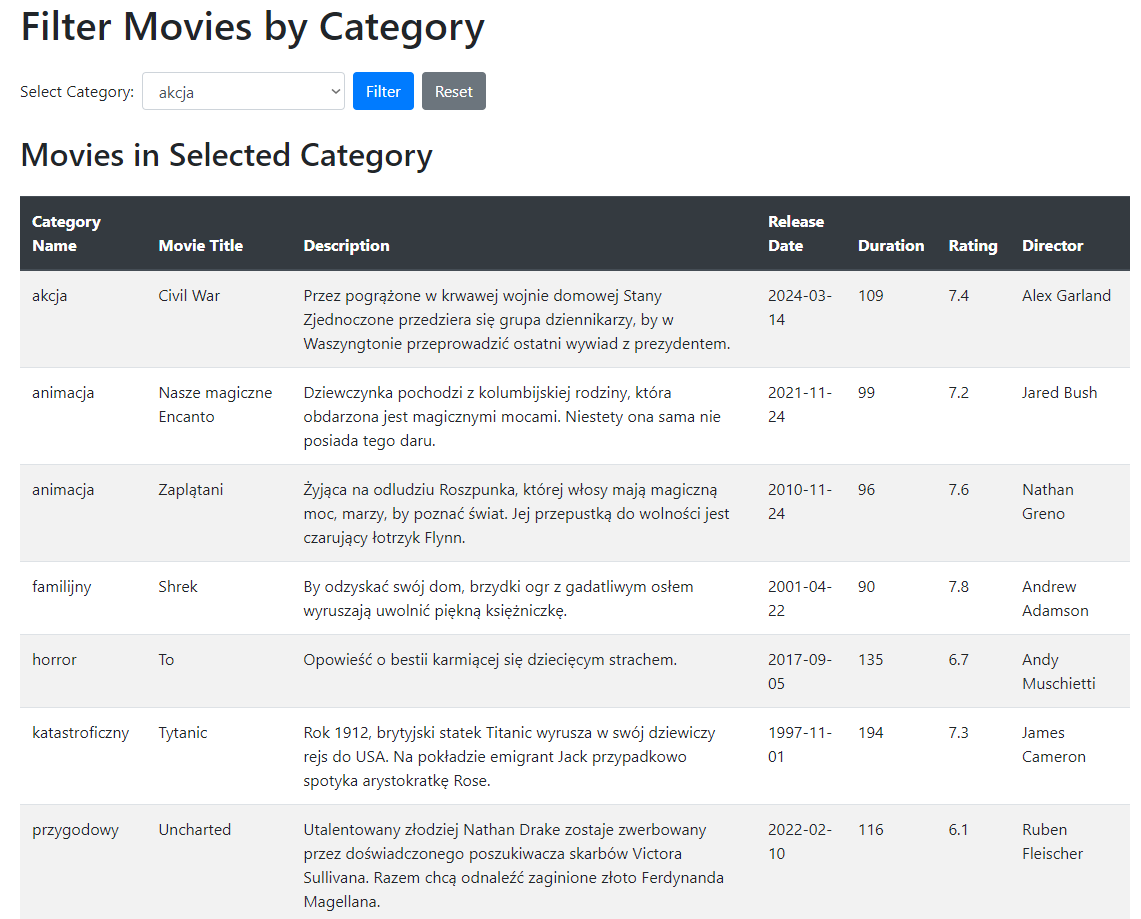 Filter Movies by Category
Select Category: akcja Filter Reset
Movies in Selected Category
Category Name Movie Title Description Release Date Duration Rating Director
akcja Civil War Przez pogrążone w krwawej wojnie domowej Stany 2024-03- 109 7.4 Alex Garland
Zjednoczone przedziera się grupa dziennikarzy, by w 14
Waszyngtonie przeprowadzić ostatni wywiad z prezydentem.
animacja Nasze magiczne Dziewczynka pochodzi z kolumbijskiej rodziny, która 2021-11- 99 7.2 Jared Bush
Encanto obdarzona jest magicznymi mocami. Niestety ona sama nie 24
posiada tego daru.
animacja Zaplątani Żyjąca na odludziu Roszpunka, której włosy mają magiczną 2010-11- 96 7.6 Nathan
moc, marzy, by poznać świat. Jej przepustką do wolności jest 24 Greno
czarujący łotrzyk Flynn.
familijny Shrek By odzyskać swój dom, brzydki ogr z gadatliwym osłem 2001-04- 90 7.8 Andrew
wyruszają uwolnić piękną księżniczkę. 22 Adamson
horror To Opowieść o bestii karmiącej się dziecięcym strachem. 2017-09- 135 6.7 Andy
05 Muschietti
katastroficzny Tytanic Rok 1912, brytyjski statek Titanic wyrusza w swój dziewiczy 1997-11- 194 7.3 James
rejs do USA. Na pokładzie emigrant Jack przypadkowo 01 Cameron
spotyka arystokratkę Rose.
przygodowy Uncharted Utalentowany złodziej Nathan Drake zostaje zwerbowany 2022-02- 116 6.1 Ruben
przez doświadczonego poszukiwacza skarbów Victora 10 Fleischer
Sullivana. Razem chcą odnaleźć zaginione złoto Ferdynanda
Magellana.